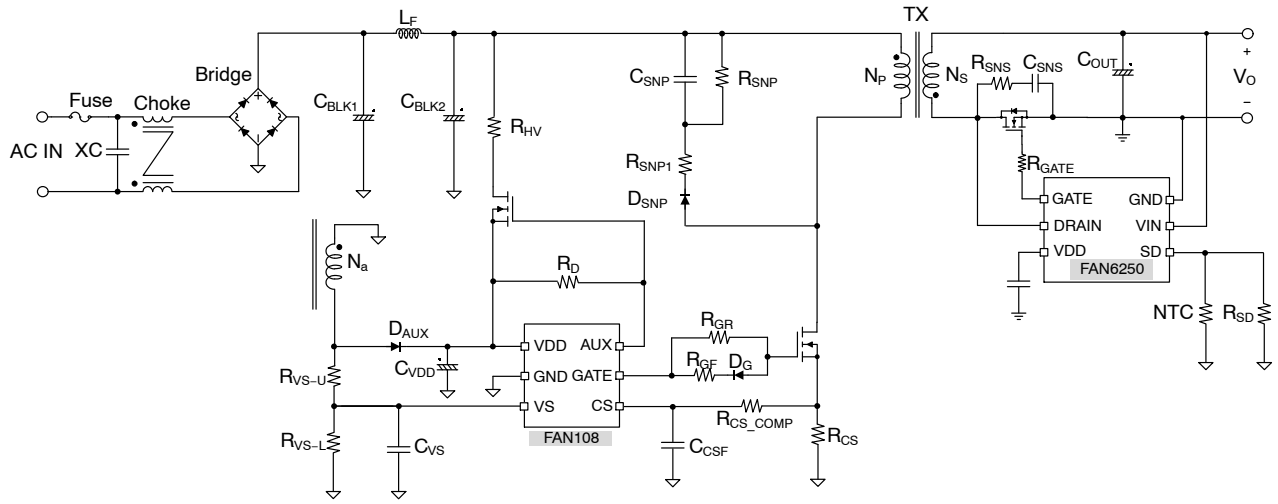 TX
L_F
Bridge
Fuse
Choke
AC IN
XC
C_BLK1
C_BLK2
R_HV
C_SNP
R_SNP
R_SNP1
D_SNP
N_P
N_S
R_SNS
C_SNS
C_OUT
+
V_O
−
R_GATE
GATE
GND
DRAIN
VIN
VDD
SD
FAN6250
NTC
R_SD
N_a
R_D
D_AUX
C_VDD
VDD
AUX
GND
GATE
VS
CS
FAN108
R_GR
R_GF
D_G
R_VS-U
R_VS-L
C_VS
C_CSF
R_CS_COMP
R_CS